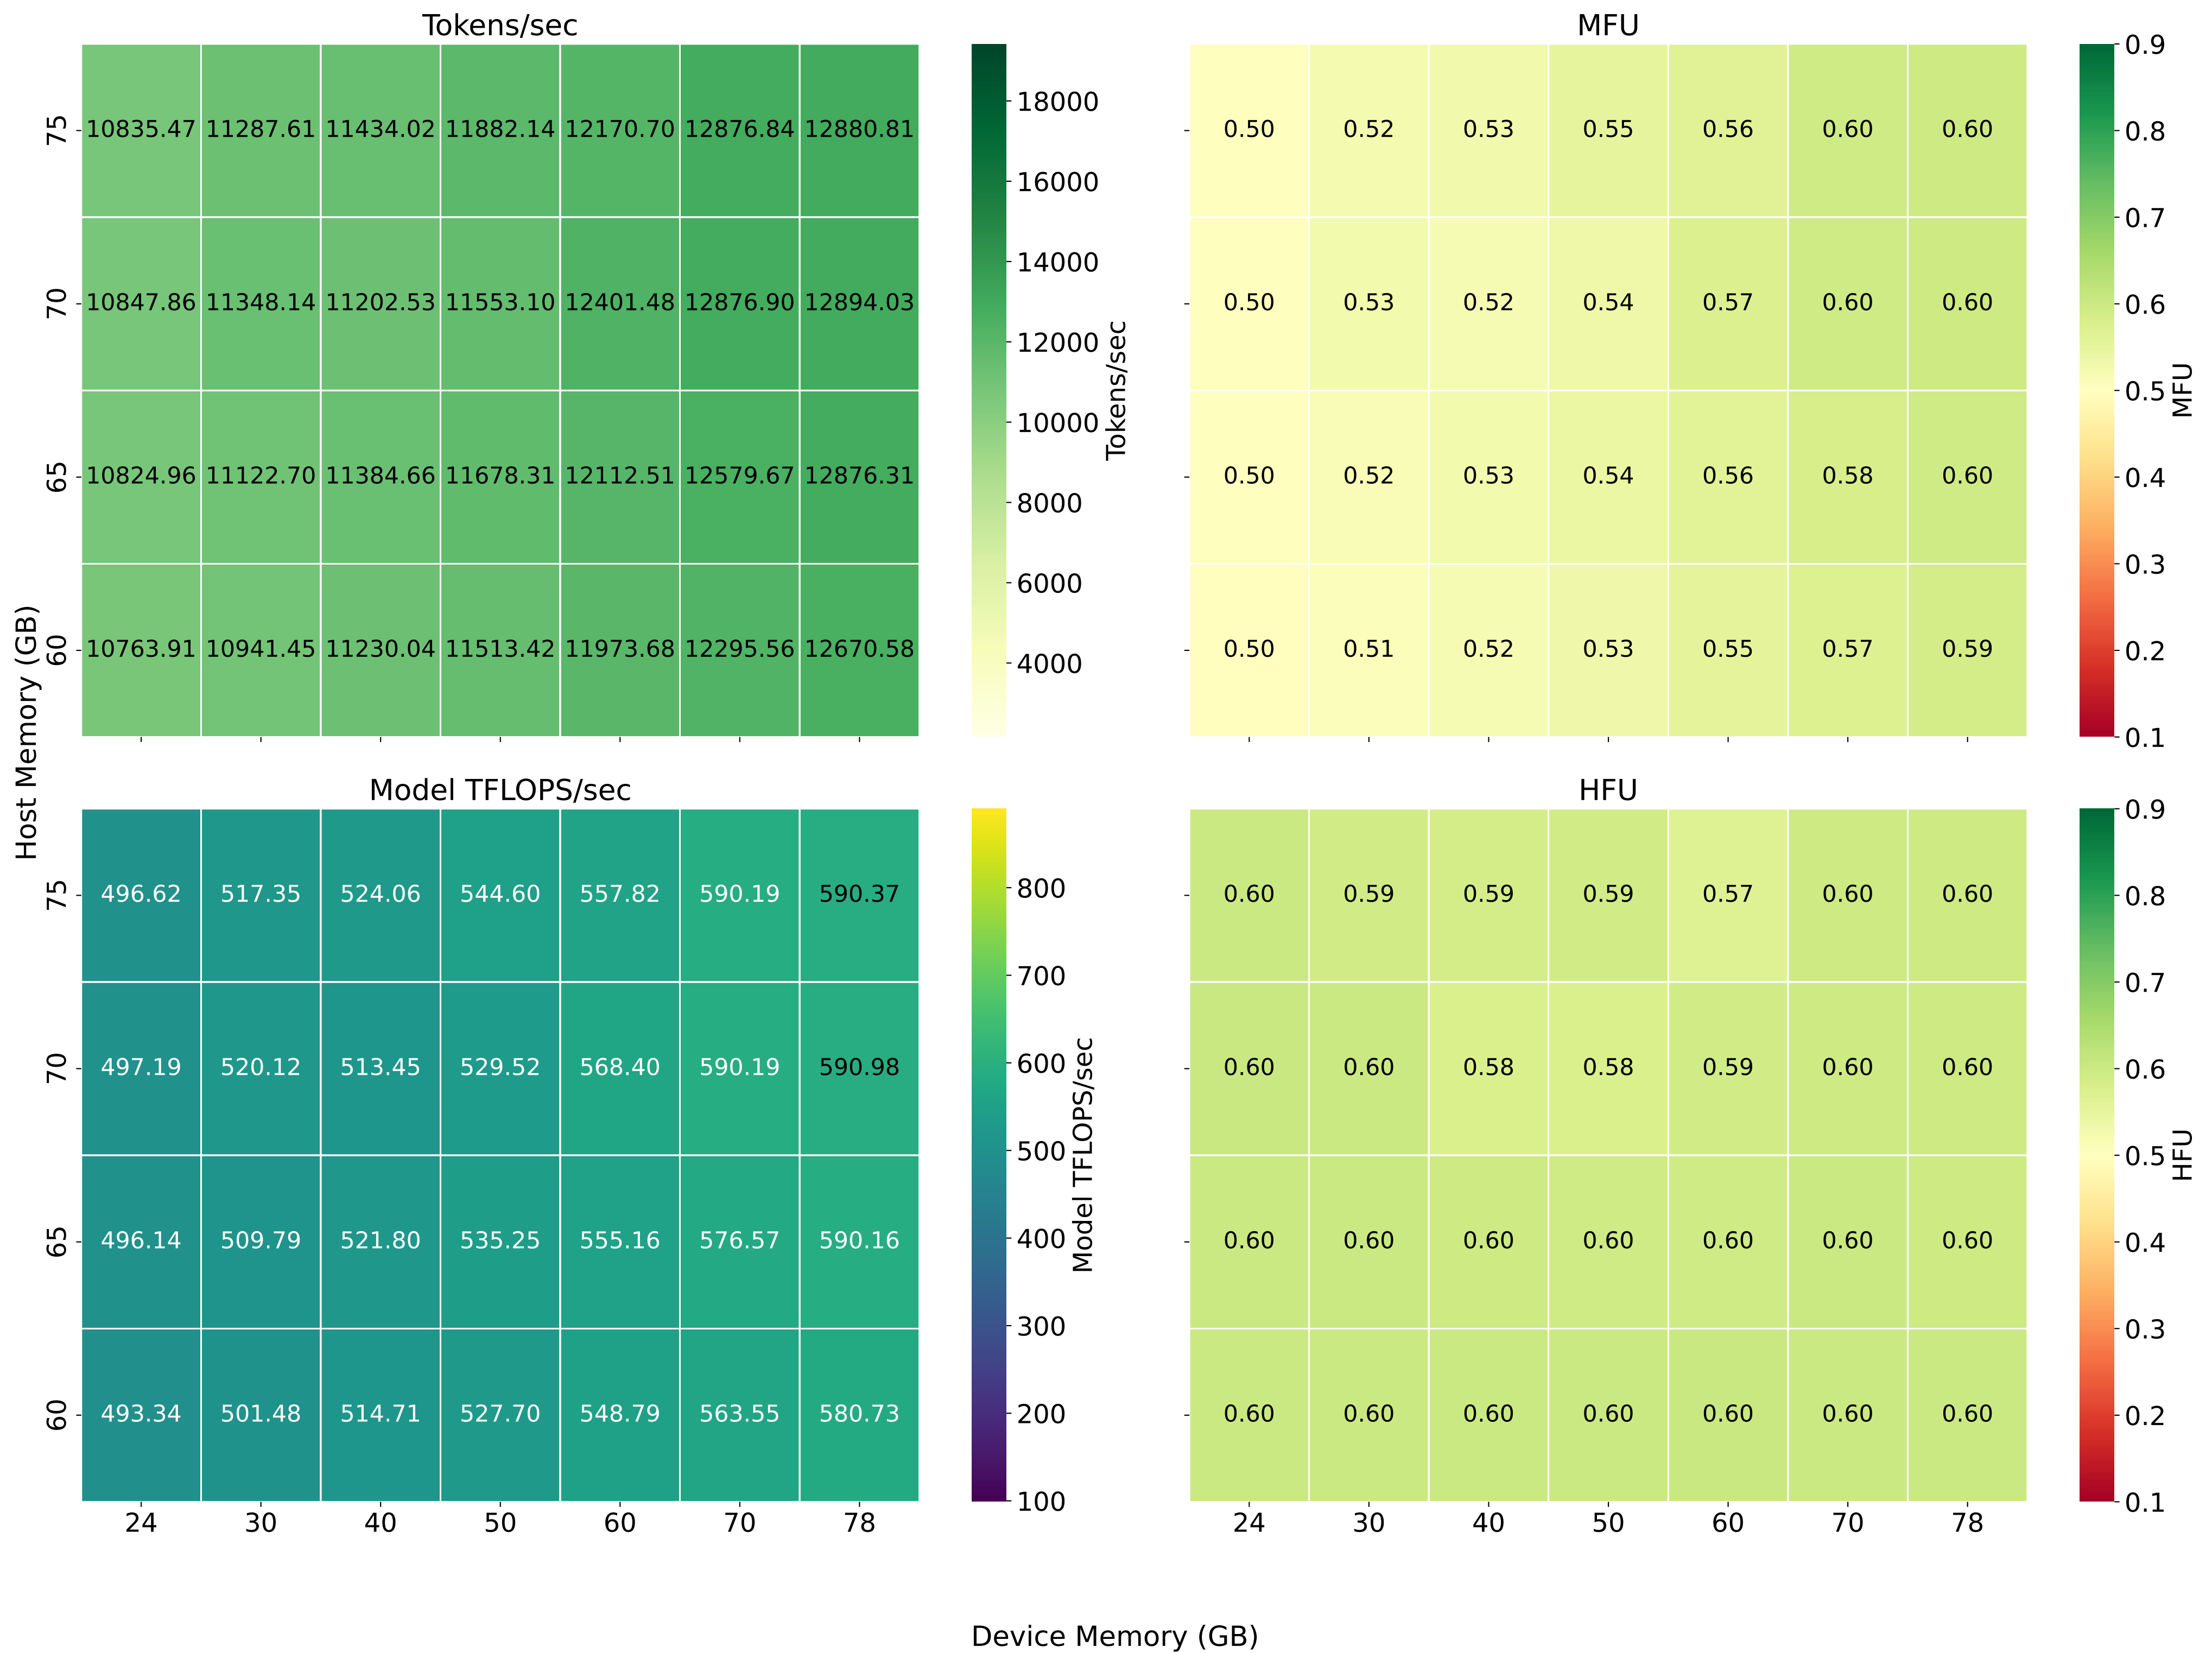 Tokens/sec
75 10835.47 11287.61 11434.02 11882.14 12170.70 12876.84 12880.81
70 10847.86 11348.14 11202.53 11553.10 12401.48 12876.90 12894.03
65 10824.96 11122.70 11384.66 11678.31 12112.51 12579.67 12876.31
60 10763.91 10941.45 11230.04 11513.42 11973.68 12295.56 12670.58
18000
16000
14000
12000
10000
8000
6000
4000
Tokens/sec
MFU
0.50 0.52 0.53 0.55 0.56 0.60 0.60
0.50 0.53 0.52 0.54 0.57 0.60 0.60
0.50 0.52 0.53 0.54 0.56 0.58 0.60
0.50 0.51 0.52 0.53 0.55 0.57 0.59
0.9
0.8
0.7
0.6
0.5
0.4
0.3
0.2
0.1
MFU
Host Memory (GB)
Model TFLOPS/sec
75 496.62 517.35 524.06 544.60 557.82 590.19 590.37
70 497.19 520.12 513.45 529.52 568.40 590.19 590.98
65 496.14 509.79 521.80 535.25 555.16 576.57 590.16
60 493.34 501.48 514.71 527.70 548.79 563.55 580.73
24 30 40 50 60 70 78
800
700
600
500
400
300
200
100
Model TFLOPS/sec
HFU
0.60 0.59 0.59 0.59 0.57 0.60 0.60
0.60 0.60 0.58 0.58 0.59 0.60 0.60
0.60 0.60 0.60 0.60 0.60 0.60 0.60
0.60 0.60 0.60 0.60 0.60 0.60 0.60
24 30 40 50 60 70 78
0.9
0.8
0.7
0.6
0.5
0.4
0.3
0.2
0.1
HFU
Device Memory (GB)